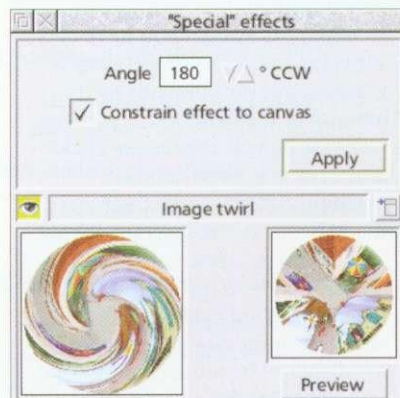 "Special" effects
Angle 180 ° CCW
Constrain effect to canvas
Apply
Image twirl
Preview